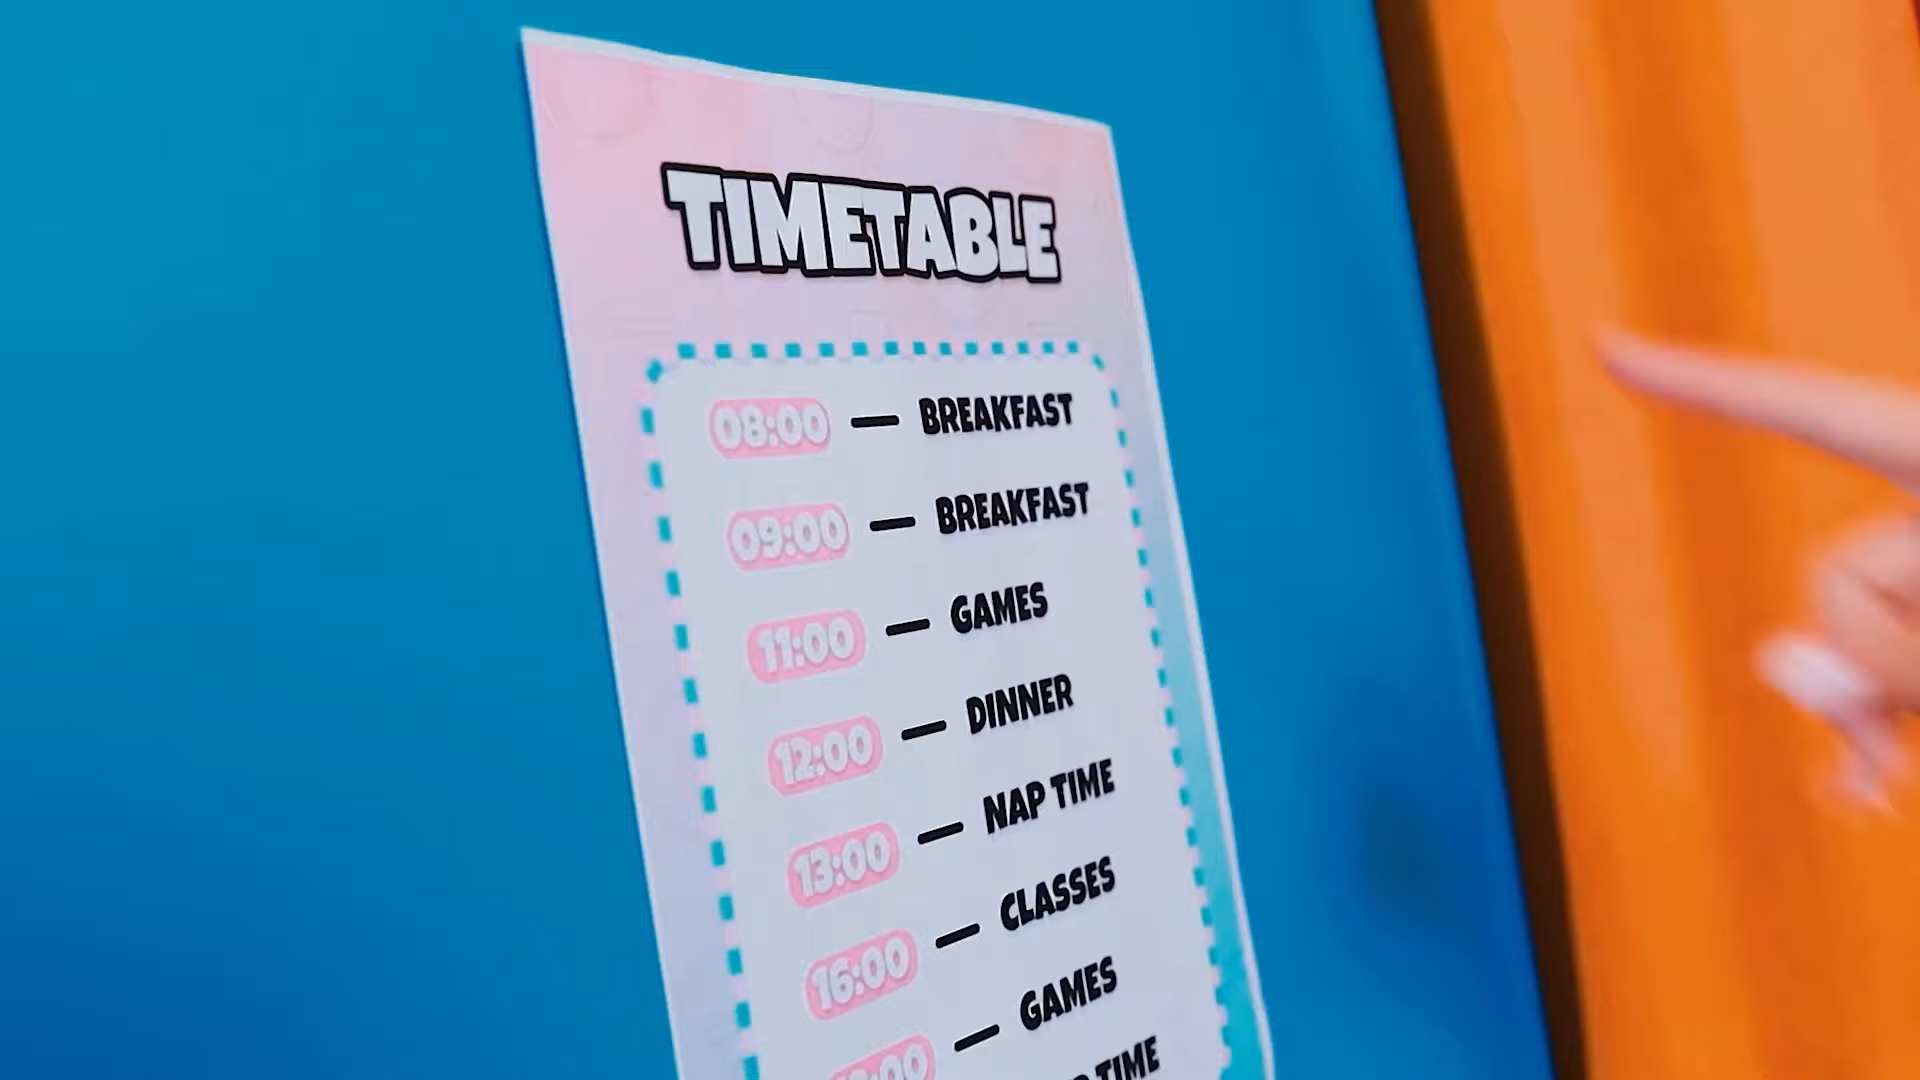 TIMETABLE
08:00 — BREAKFAST
09:00 — BREAKFAST
11:00 — GAMES
12:00 — DINNER
13:00 — NAP TIME
16:00 — CLASSES
— GAMES
TIME